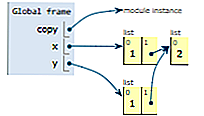 Global frame
copy
module instance
x
y
list
0 1
1
list
0
2
list
0 1
1